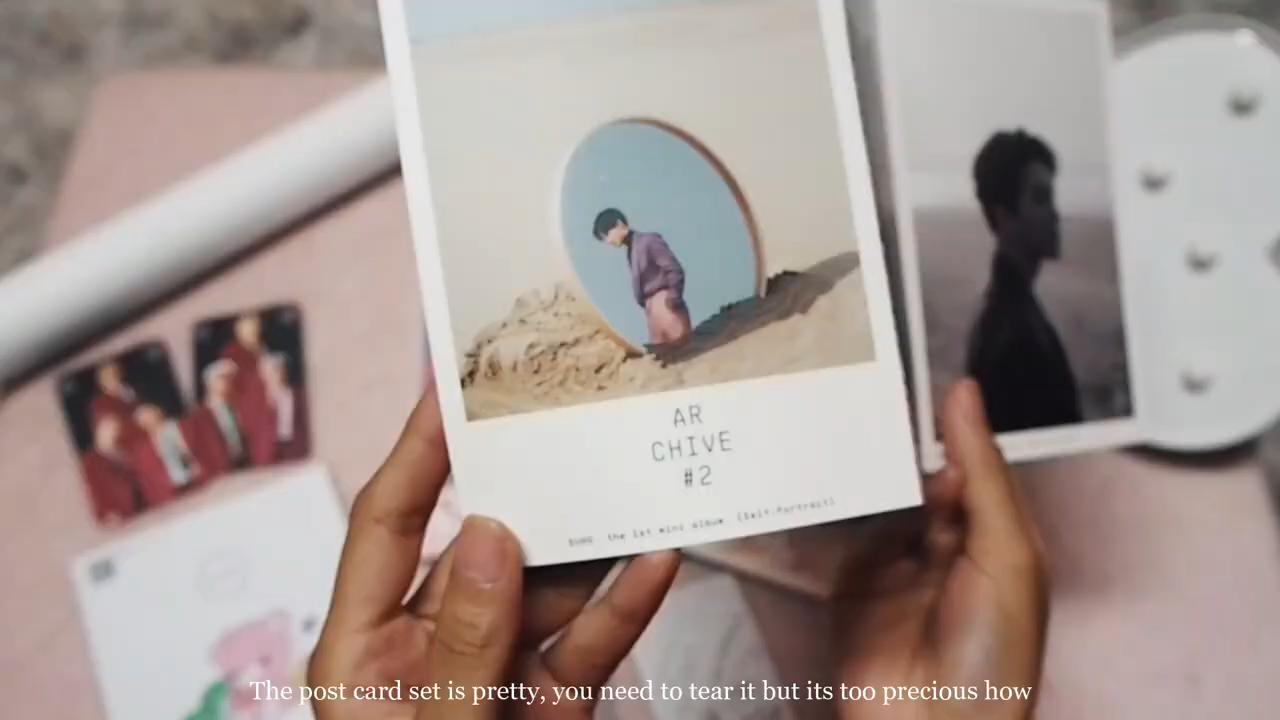 AR
CHIVE
#2
SUHO the 1st mini album (Self-Portrait)
The post card set is pretty, you need to tear it but its too precious how